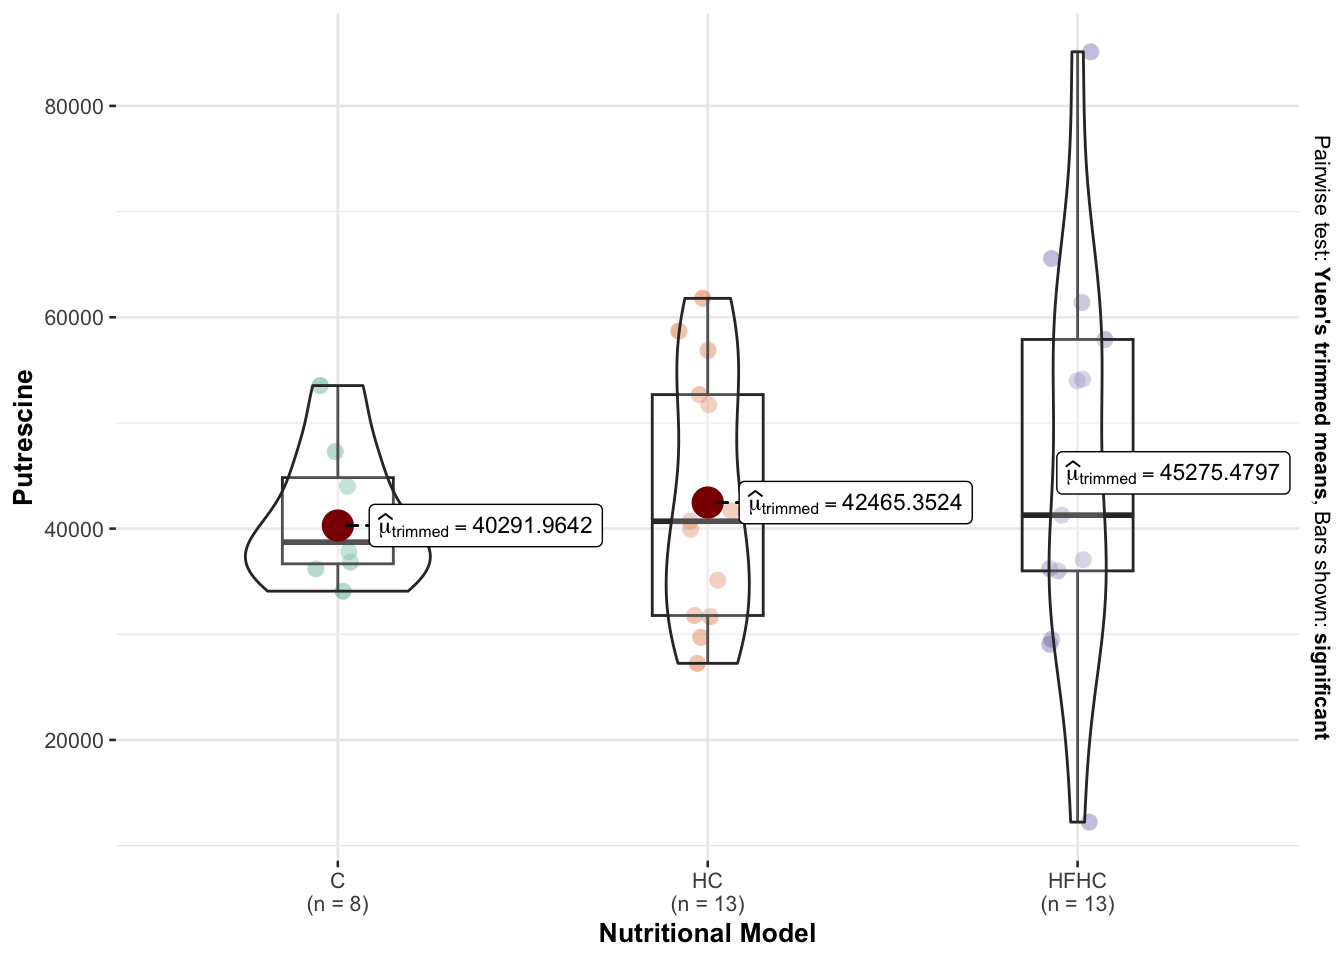 80000
60000
40000
20000
Putrescine
μ̂trimmed = 40291.9642
μ̂trimmed = 42465.3524
μ̂trimmed = 45275.4797
C
(n = 8)
HC
(n = 13)
HFHC
(n = 13)
Nutritional Model
Pairwise test: Yuen's trimmed means, Bars shown: significant